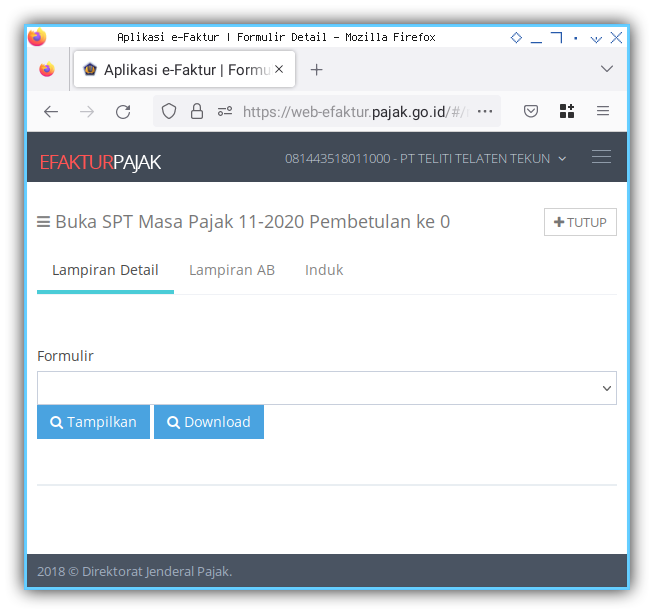 Aplikasi e-Faktur | Formulir Detail - Mozilla Firefox
Aplikasi e-Faktur | Formu
https://web-efaktur.pajak.go.id/#/
EFAKTURPAJAK
081443518011000 - PT TELITI TELATEN TEKUN
Buka SPT Masa Pajak 11-2020 Pembetulan ke 0
TUTUP
Lampiran Detail Lampiran AB Induk
Formulir
Tampilkan Download
2018 © Direktorat Jenderal Pajak.